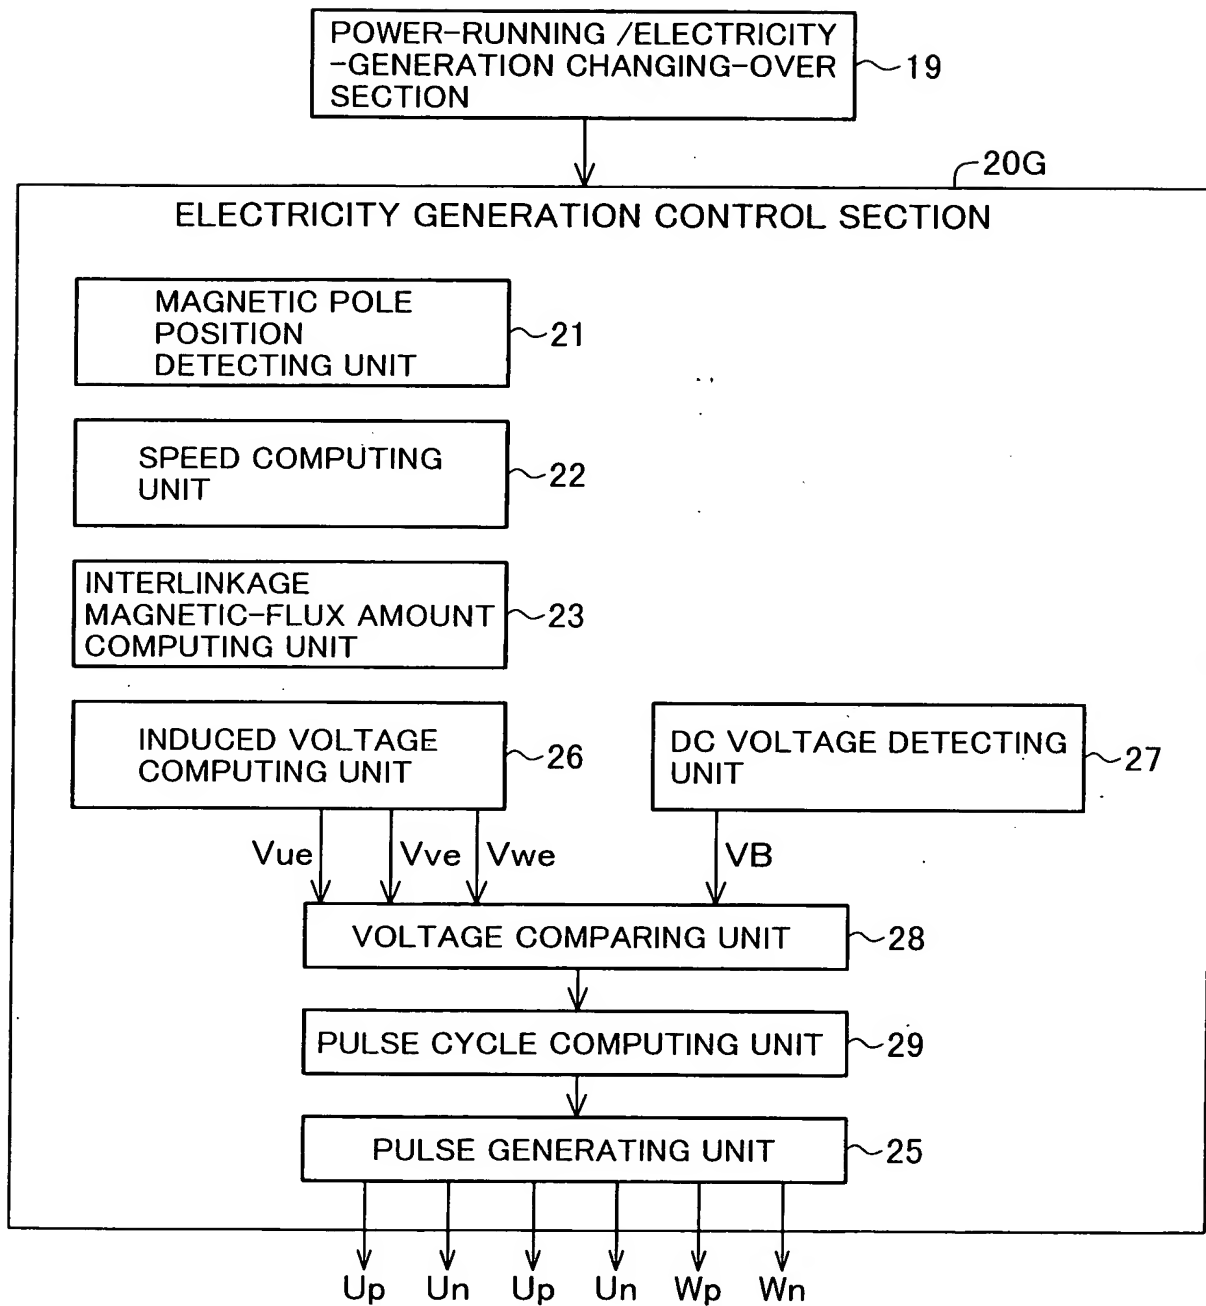 POWER-RUNNING /ELECTRICITY
-GENERATION CHANGING-OVER
SECTION
19
20G
ELECTRICITY GENERATION CONTROL SECTION
MAGNETIC POLE
POSITION
DETECTING UNIT
21
SPEED COMPUTING
UNIT
22
INTERLINKAGE
MAGNETIC-FLUX AMOUNT
COMPUTING UNIT
23
INDUCED VOLTAGE
COMPUTING UNIT
26
DC VOLTAGE DETECTING
UNIT
27
Vue Vve Vwe VB
VOLTAGE COMPARING UNIT
28
PULSE CYCLE COMPUTING UNIT
29
PULSE GENERATING UNIT
25
Up Un Up Un Wp Wn